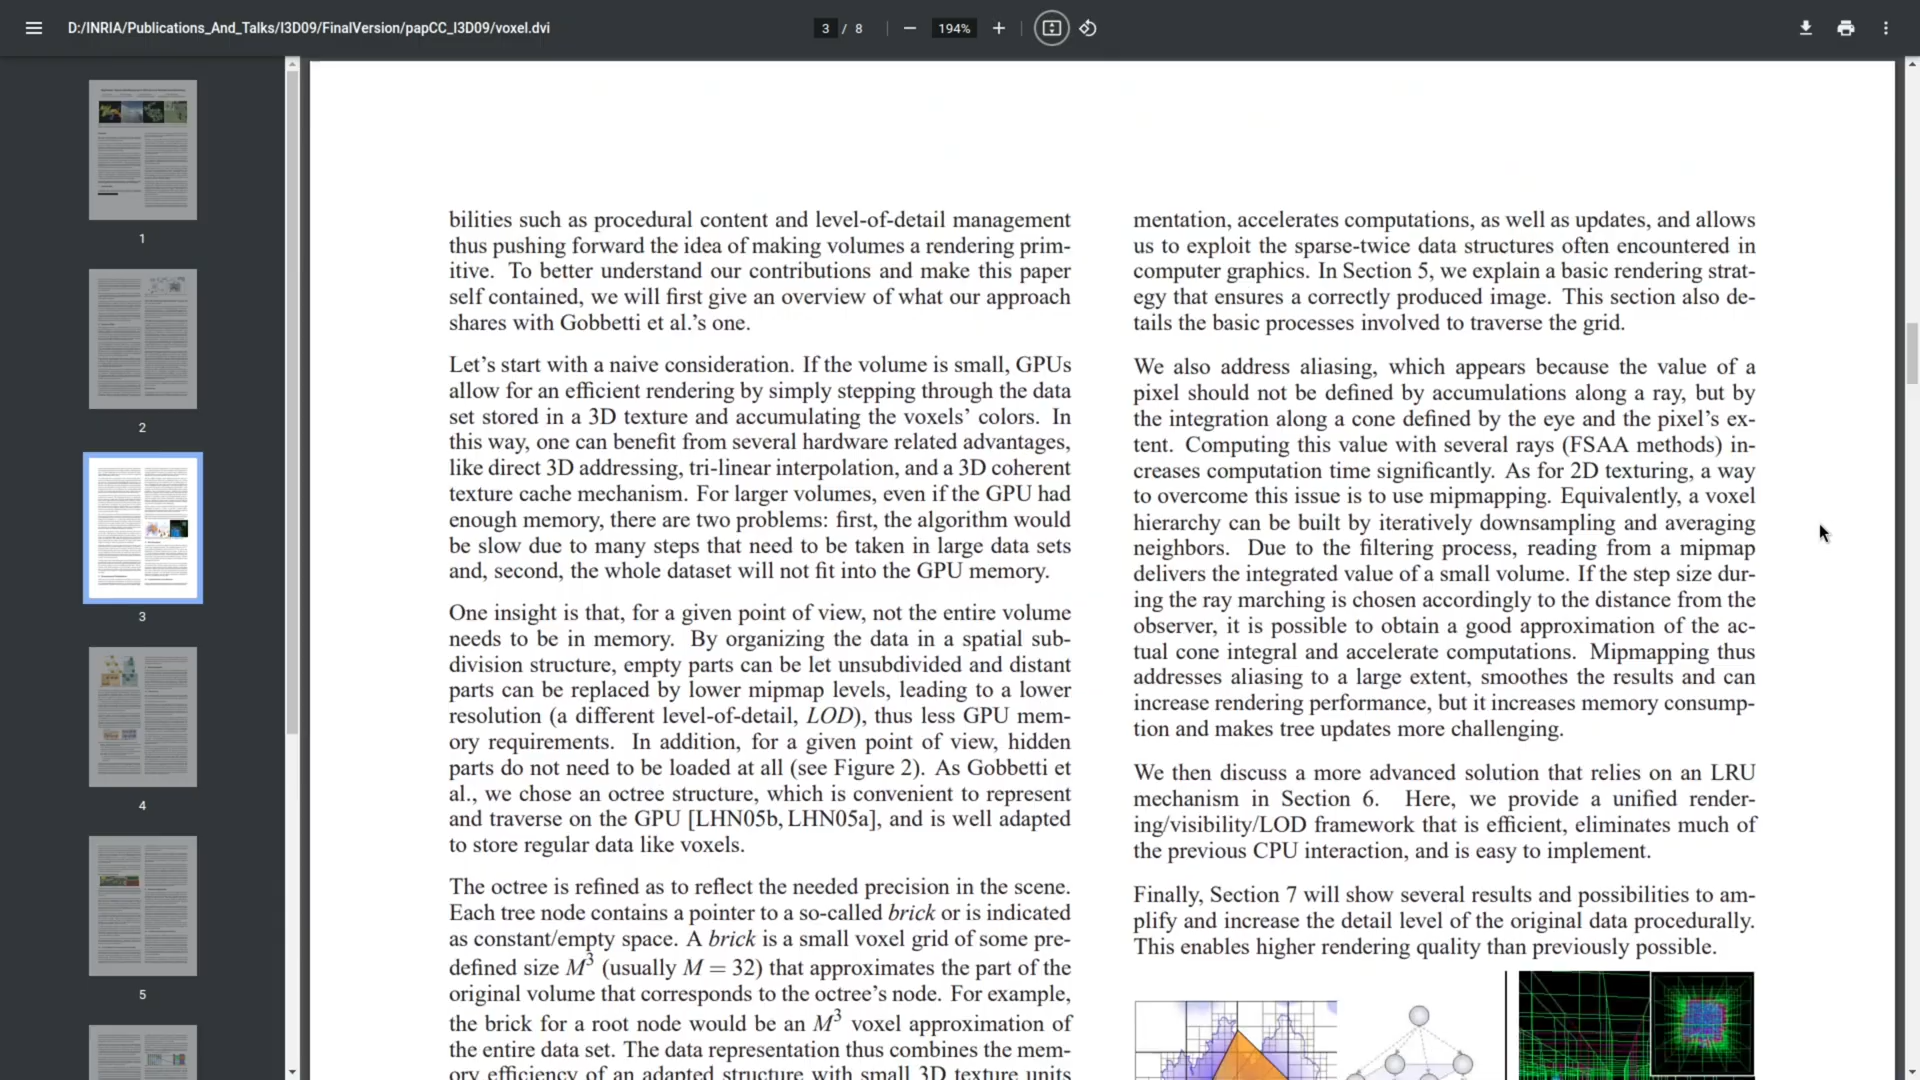 D:/INRIA/Publications_And_Talks/I3D09/FinalVersion/papCC_I3D09/voxel.dvi
3 / 8
194%
1
2
3
4
5
bilities such as procedural content and level-of-detail management
thus pushing forward the idea of making volumes a rendering prim-
itive. To better understand our contributions and make this paper
self contained, we will first give an overview of what our approach
shares with Gobbetti et al.'s one.
Let's start with a naive consideration. If the volume is small, GPUs
allow for an efficient rendering by simply stepping through the data
set stored in a 3D texture and accumulating the voxels' colors. In
this way, one can benefit from several hardware related advantages,
like direct 3D addressing, tri-linear interpolation, and a 3D coherent
texture cache mechanism. For larger volumes, even if the GPU had
enough memory, there are two problems: first, the algorithm would
be slow due to many steps that need to be taken in large data sets
and, second, the whole dataset will not fit into the GPU memory.
One insight is that, for a given point of view, not the entire volume
needs to be in memory. By organizing the data in a spatial sub-
division structure, empty parts can be let unsubdivided and distant
parts can be replaced by lower mipmap levels, leading to a lower
resolution (a different level-of-detail, LOD), thus less GPU mem-
ory requirements. In addition, for a given point of view, hidden
parts do not need to be loaded at all (see Figure 2). As Gobbetti et
al., we chose an octree structure, which is convenient to represent
and traverse on the GPU [LHN05b, LHN05a], and is well adapted
to store regular data like voxels.
The octree is refined as to reflect the needed precision in the scene.
Each tree node contains a pointer to a so-called brick or is indicated
as constant/empty space. A brick is a small voxel grid of some pre-
defined size M³ (usually M = 32) that approximates the part of the
original volume that corresponds to the octree's node. For example,
the brick for a root node would be an M³ voxel approximation of
the entire data set. The data representation thus combines the mem-
ory efficiency of an adapted structure with small 3D texture units
mentation, accelerates computations, as well as updates, and allows
us to exploit the sparse-twice data structures often encountered in
computer graphics. In Section 5, we explain a basic rendering strat-
egy that ensures a correctly produced image. This section also de-
tails the basic processes involved to traverse the grid.
We also address aliasing, which appears because the value of a
pixel should not be defined by accumulations along a ray, but by
the integration along a cone defined by the eye and the pixel's ex-
tent. Computing this value with several rays (FSAA methods) in-
creases computation time significantly. As for 2D texturing, a way
to overcome this issue is to use mipmapping. Equivalently, a voxel
hierarchy can be built by iteratively downsampling and averaging
neighbors. Due to the filtering process, reading from a mipmap
delivers the integrated value of a small volume. If the step size dur-
ing the ray marching is chosen accordingly to the distance from the
observer, it is possible to obtain a good approximation of the ac-
tual cone integral and accelerate computations. Mipmapping thus
addresses aliasing to a large extent, smoothes the results and can
increase rendering performance, but it increases memory consump-
tion and makes tree updates more challenging.
We then discuss a more advanced solution that relies on an LRU
mechanism in Section 6. Here, we provide a unified render-
ing/visibility/LOD framework that is efficient, eliminates much of
the previous CPU interaction, and is easy to implement.
Finally, Section 7 will show several results and possibilities to am-
plify and increase the detail level of the original data procedurally.
This enables higher rendering quality than previously possible.